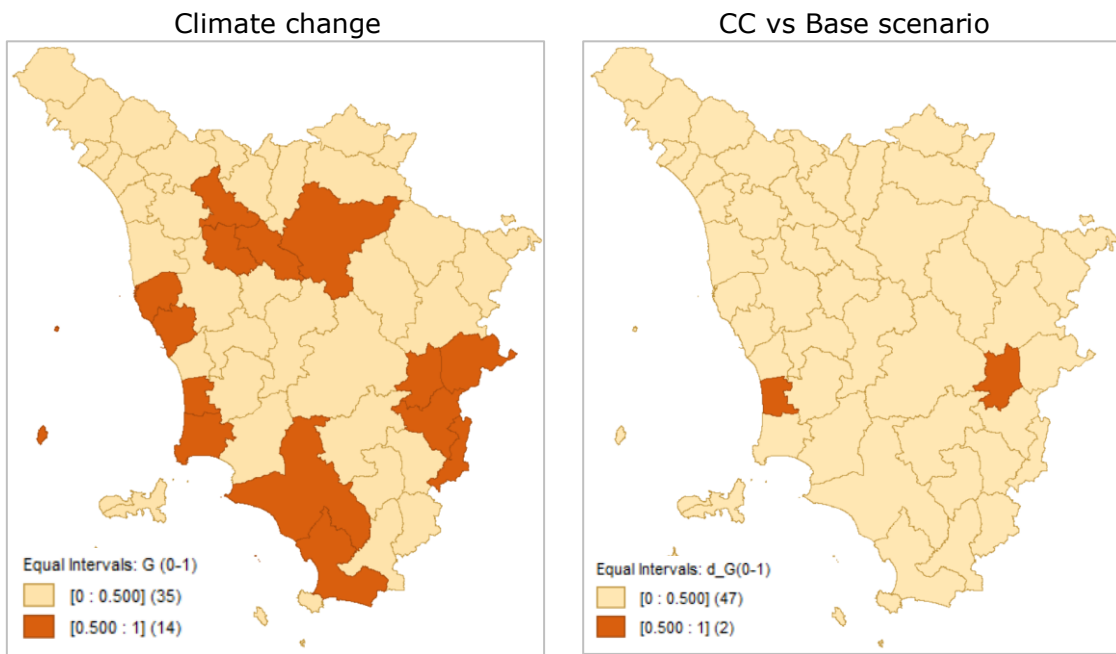 Climate change
CC vs Base scenario
Equal Intervals: G (0-1)
[0 : 0.500] (35)
[0.500 : 1] (14)
Equal Intervals: d_G(0-1)
[0 : 0.500] (47)
[0.500 : 1] (2)